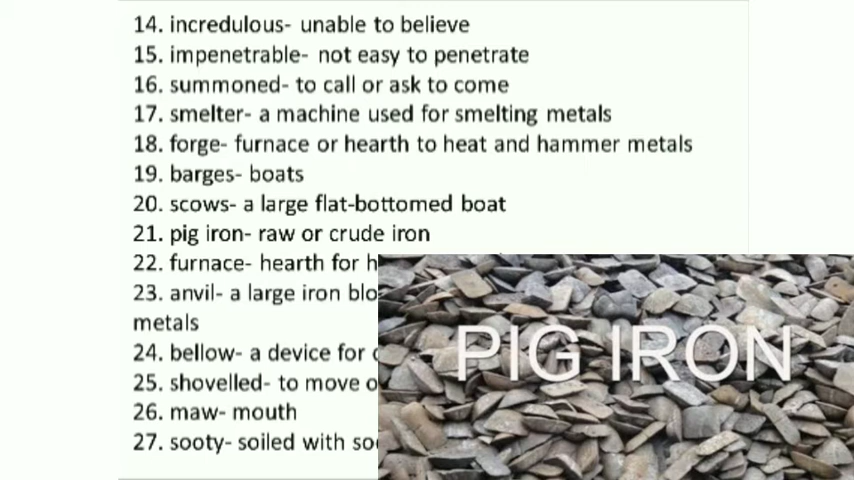 14. incredulous- unable to believe
15. impenetrable- not easy to penetrate
16. summoned- to call or ask to come
17. smelter- a machine used for smelting metals
18. forge- furnace or hearth to heat and hammer metals
19. barges- boats
20. scows- a large flat-bottomed boat
21. pig iron- raw or crude iron
22. furnace- hearth for
23. anvil- a large iron
metals
24. bellow- a device for
25. shovelled- to move
26. maw- mouth
27. sooty- soiled with
PIG IRON